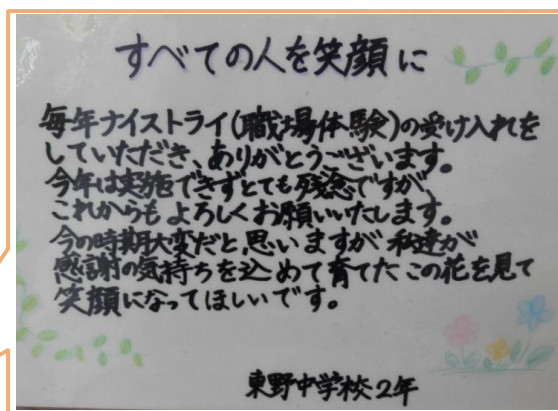 すべての人を笑顔に
毎年ナイストライ(職場体験)の受け入れを
していただき、ありがとうございます。
今年は実施できずとても残念ですが、
これからもよろしくお願いいたします。
今の時期大変だと思いますが私達が
感謝の気持ちを込めて育てたこの花を見て
笑顔になってほしいです。
東野中学校2年